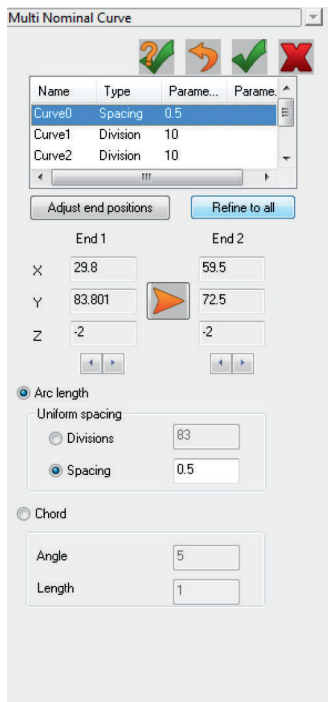 Multi Nominal Curve
Name Type Parame... Parame.
Curve0 Spacing 0.5
Curve1 Division 10
Curve2 Division 10
Adjust end positions Refine to all
End 1 End 2
X 29.8 59.5
Y 83.801 72.5
Z -2 -2
Arc length
Uniform spacing
Divisions 83
Spacing 0.5
Chord
Angle 5
Length 1